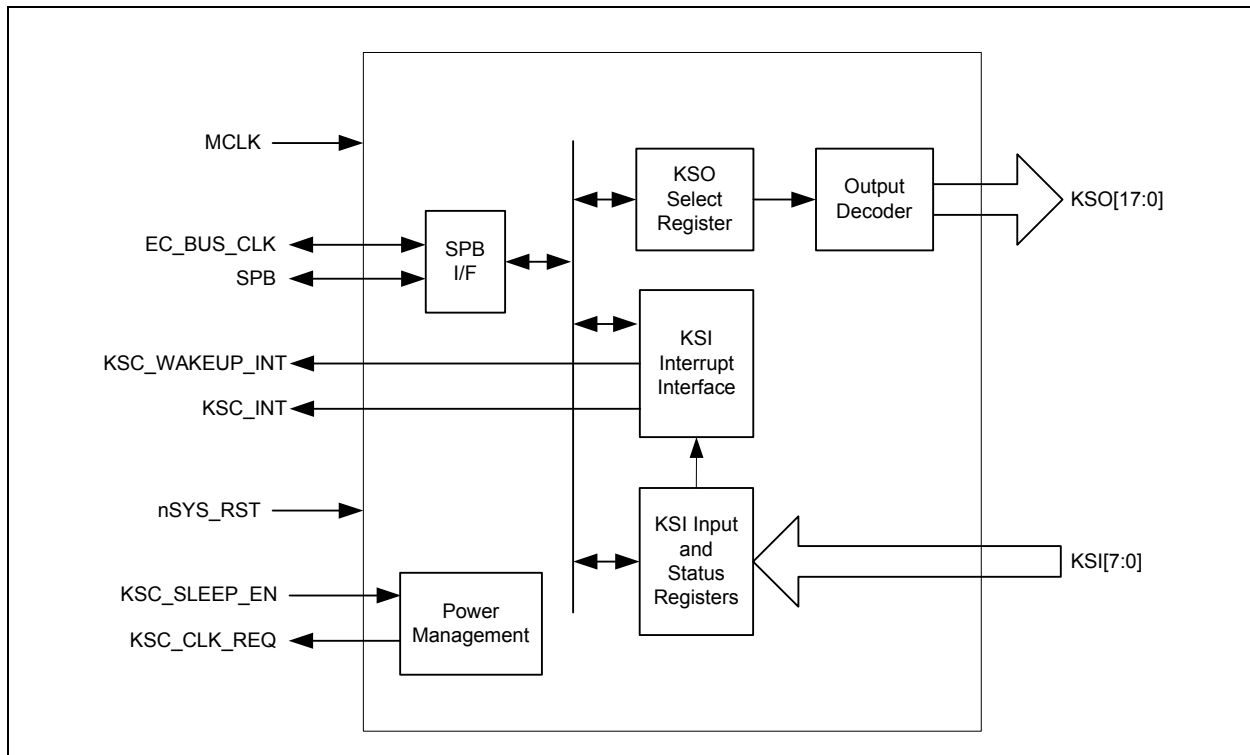 MCLK
EC_BUS_CLK
SPB
KSC_WAKEUP_INT
KSC_INT
nSYS_RST
KSC_SLEEP_EN
KSC_CLK_REQ
SPB
I/F
Power
Management
KSO
Select
Register
Output
Decoder
KSI
Interrupt
Interface
KSI Input
and
Status
Registers
KSO[17:0]
KSI[7:0]